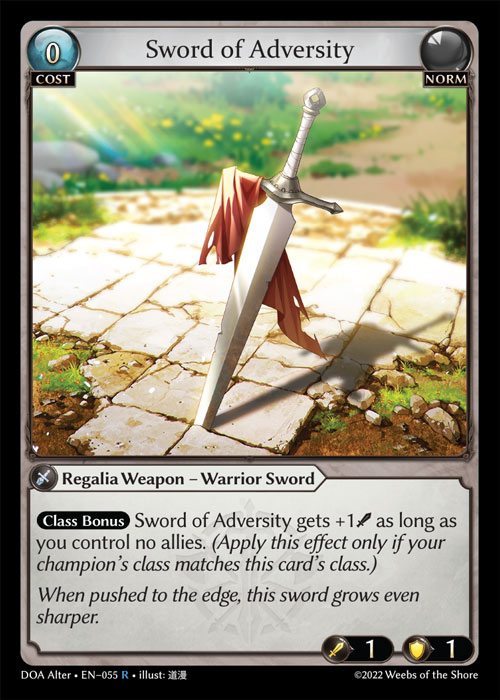 0
Sword of Adversity
COST
NORM
Regalia Weapon – Warrior Sword
Class Bonus Sword of Adversity gets +1 as long as
you control no allies. (Apply this effect only if your
champion's class matches this card's class.)
When pushed to the edge, this sword grows even
sharper.
1 1
DOA Alter • EN–055 R • illust: 道漫
©2022 Weebs of the Shore